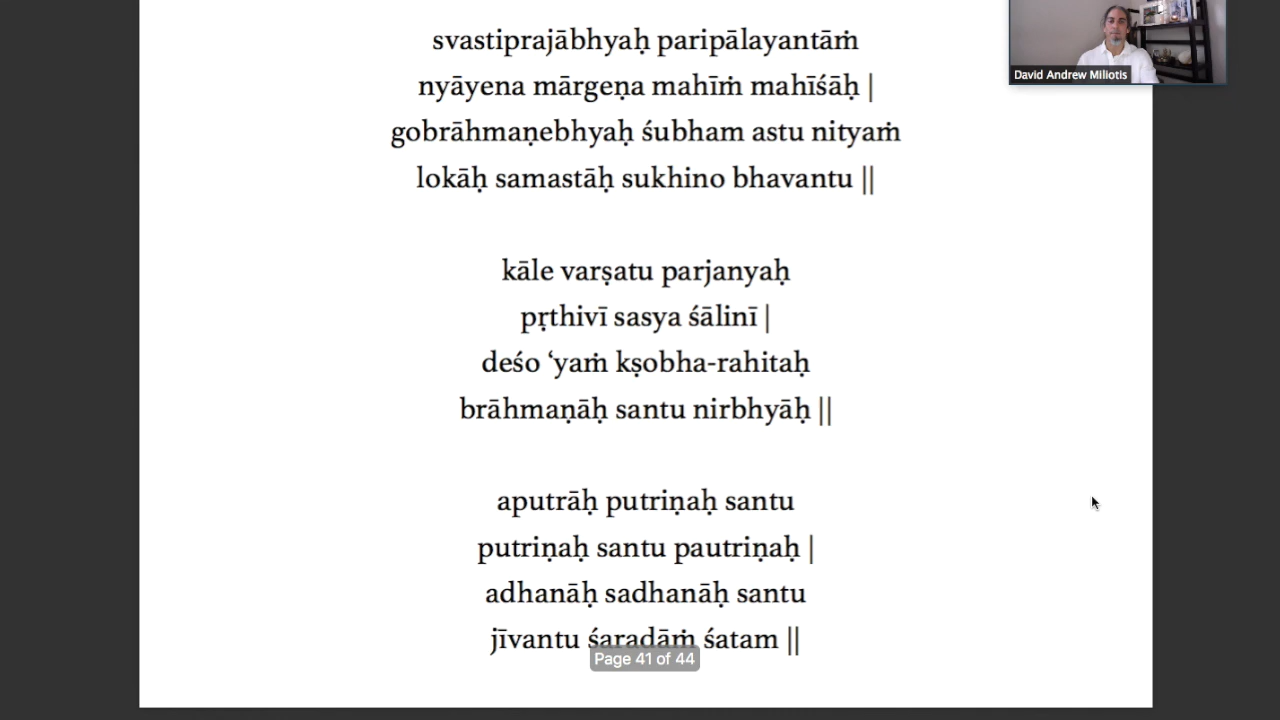 svastiprajābhyaḥ paripālayantāṁ
nyāyena mārgeṇa mahīṁ mahīśāḥ |
gobrāhmaṇebhyaḥ śubham astu nityaṁ
lokāḥ samastāḥ sukhino bhavantu ||
kāle varṣatu parjanyaḥ
pṛthivī sasya śālinī |
deśo ‘yaṁ kṣobha-rahitaḥ
brāhmaṇāḥ santu nirbhyāḥ ||
aputrāḥ putriṇaḥ santu
putriṇaḥ santu pautriṇaḥ |
adhanāḥ sadhanāḥ santu
jīvantu śaradāṁ śatam ||
Page 41 of 44
David Andrew Miliotis